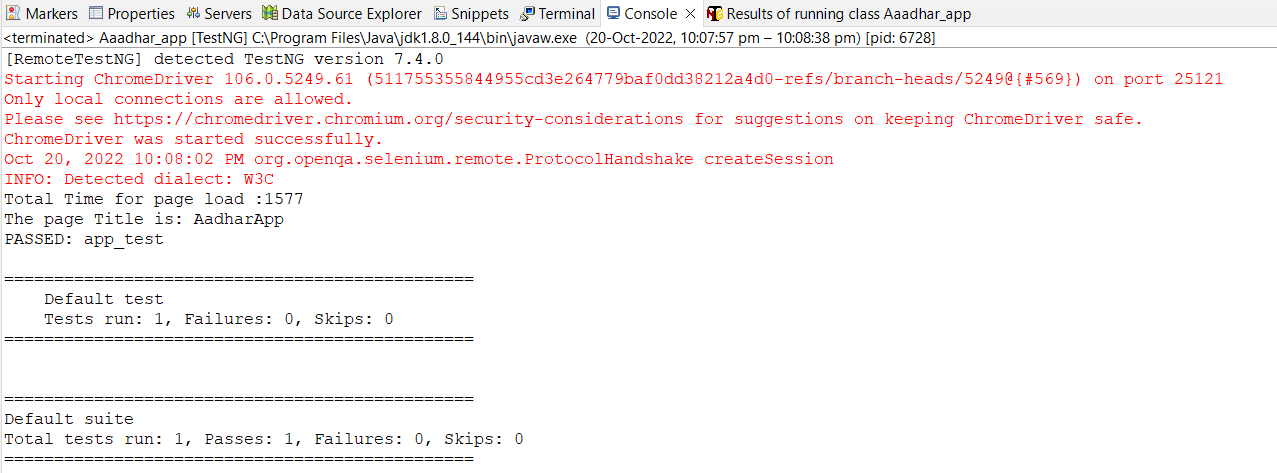 Markers Properties Servers Data Source Explorer Snippets Terminal Console Results of running class Aaadhar_app
<terminated> Aaadhar_app [TestNG] C:\Program Files\Java\jdk1.8.0_144\bin\javaw.exe (20-Oct-2022, 10:07:57 pm – 10:08:38 pm) [pid: 6728]
[RemoteTestNG] detected TestNG version 7.4.0
Starting ChromeDriver 106.0.5249.61 (511755355844955cd3e264779baf0dd38212a4d0-refs/branch-heads/5249@{#569}) on port 25121
Only local connections are allowed.
Please see https://chromedriver.chromium.org/security-considerations for suggestions on keeping ChromeDriver safe.
ChromeDriver was started successfully.
Oct 20, 2022 10:08:02 PM org.openqa.selenium.remote.ProtocolHandshake createSession
INFO: Detected dialect: W3C
Total Time for page load :1577
The page Title is: AadharApp
PASSED: app_test
===============================================
Default test
Tests run: 1, Failures: 0, Skips: 0
===============================================
===============================================
Default suite
Total tests run: 1, Passes: 1, Failures: 0, Skips: 0
===============================================